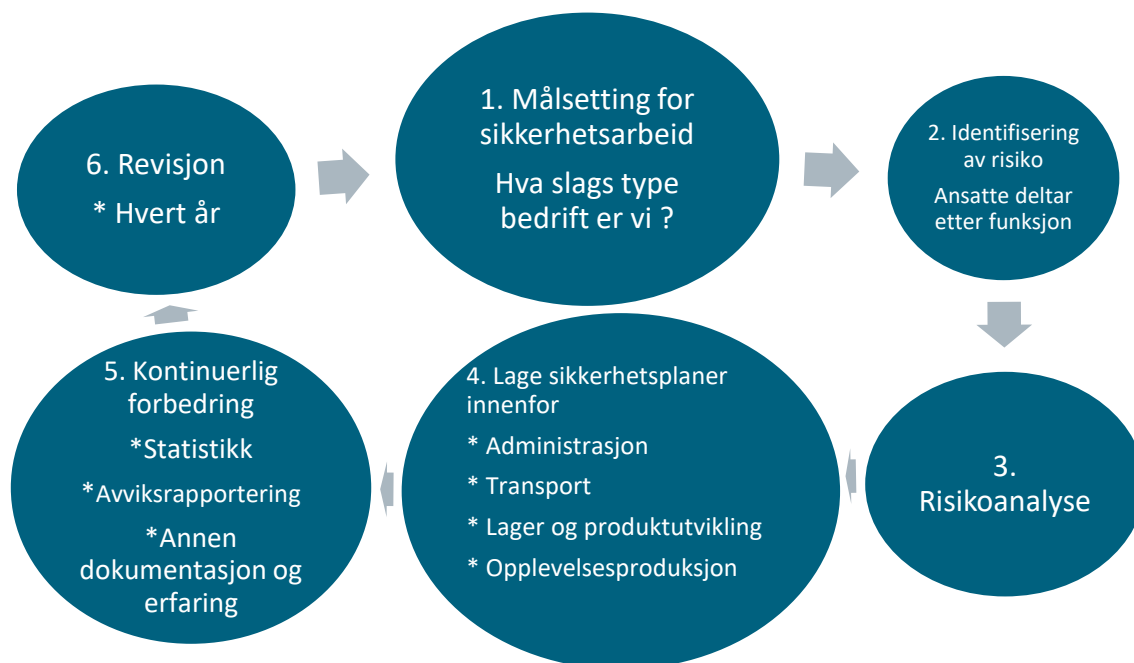 1. Målsetting for
sikkerhetsarbeid
Hva slags type
bedrift er vi ?
2. Identifisering
av risiko
Ansatte deltar
etter funksjon
3.
Risikoanalyse
4. Lage sikkerhetsplaner
innenfor
* Administrasjon
* Transport
* Lager og produktutvikling
* Opplevelsesproduksjon
5. Kontinuerlig
forbedring
*Statistikk
*Avviksrapportering
*Annen
dokumentasjon og
erfaring
6. Revisjon
* Hvert år